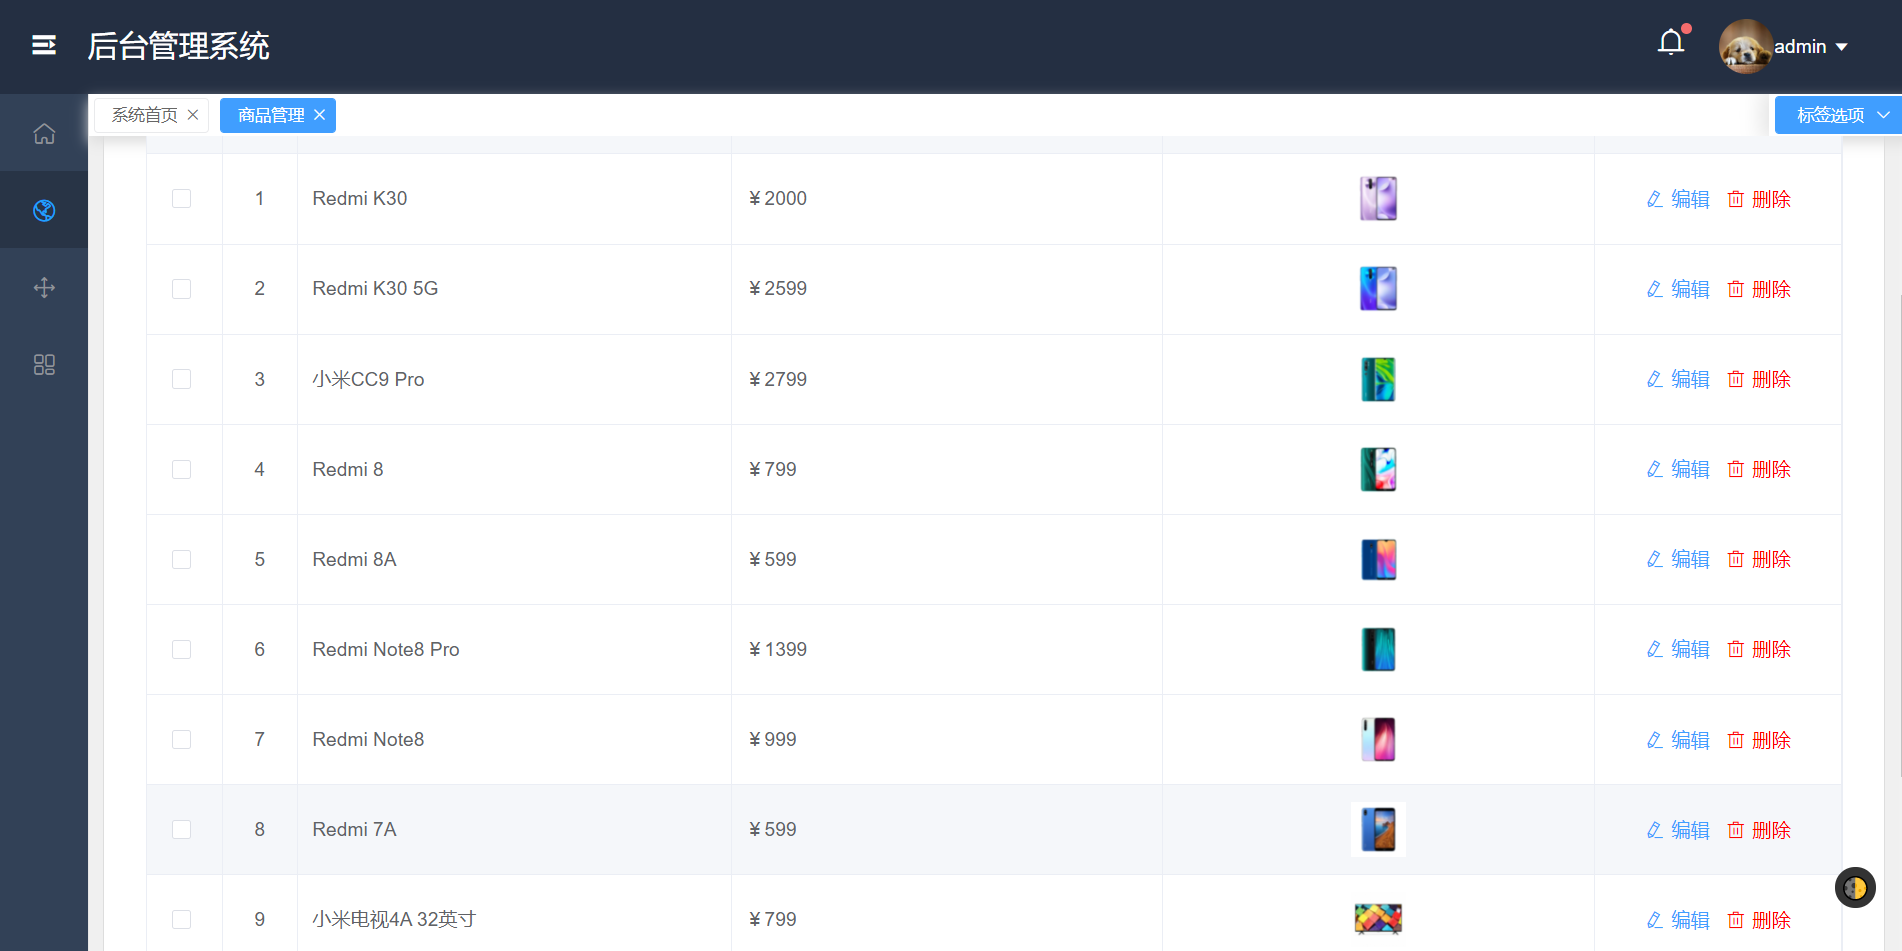 后台管理系统
admin
系统首页
商品管理
标签选项
1 Redmi K30 ¥ 2000 编辑 删除
2 Redmi K30 5G ¥ 2599 编辑 删除
3 小米CC9 Pro ¥ 2799 编辑 删除
4 Redmi 8 ¥ 799 编辑 删除
5 Redmi 8A ¥ 599 编辑 删除
6 Redmi Note8 Pro ¥ 1399 编辑 删除
7 Redmi Note8 ¥ 999 编辑 删除
8 Redmi 7A ¥ 599 编辑 删除
9 小米电视4A 32英寸 ¥ 799 编辑 删除